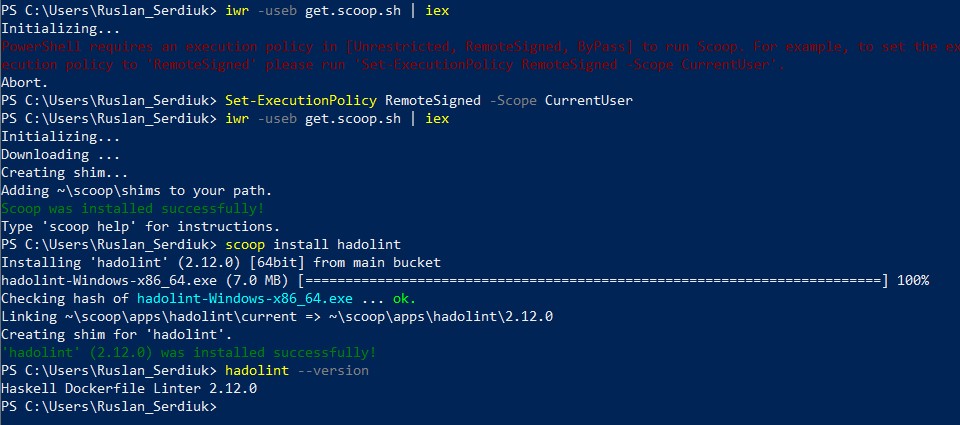 PS C:\Users\Ruslan_Serdiuk> iwr -useb get.scoop.sh | iex
Initializing...
PowerShell requires an execution policy in [Unrestricted, RemoteSigned, ByPass] to run Scoop. For example, to set the ex
ecution policy to 'RemoteSigned' please run 'Set-ExecutionPolicy RemoteSigned -Scope CurrentUser'.
Abort.
PS C:\Users\Ruslan_Serdiuk> Set-ExecutionPolicy RemoteSigned -Scope CurrentUser
PS C:\Users\Ruslan_Serdiuk> iwr -useb get.scoop.sh | iex
Initializing...
Downloading ...
Creating shim...
Adding ~\scoop\shims to your path.
Scoop was installed successfully!
Type 'scoop help' for instructions.
PS C:\Users\Ruslan_Serdiuk> scoop install hadolint
Installing 'hadolint' (2.12.0) [64bit] from main bucket
hadolint-Windows-x86_64.exe (7.0 MB) [========================================================================] 100%
Checking hash of hadolint-Windows-x86_64.exe ... ok.
Linking ~\scoop\apps\hadolint\current => ~\scoop\apps\hadolint\2.12.0
Creating shim for 'hadolint'.
'hadolint' (2.12.0) was installed successfully!
PS C:\Users\Ruslan_Serdiuk> hadolint --version
Haskell Dockerfile Linter 2.12.0
PS C:\Users\Ruslan_Serdiuk>